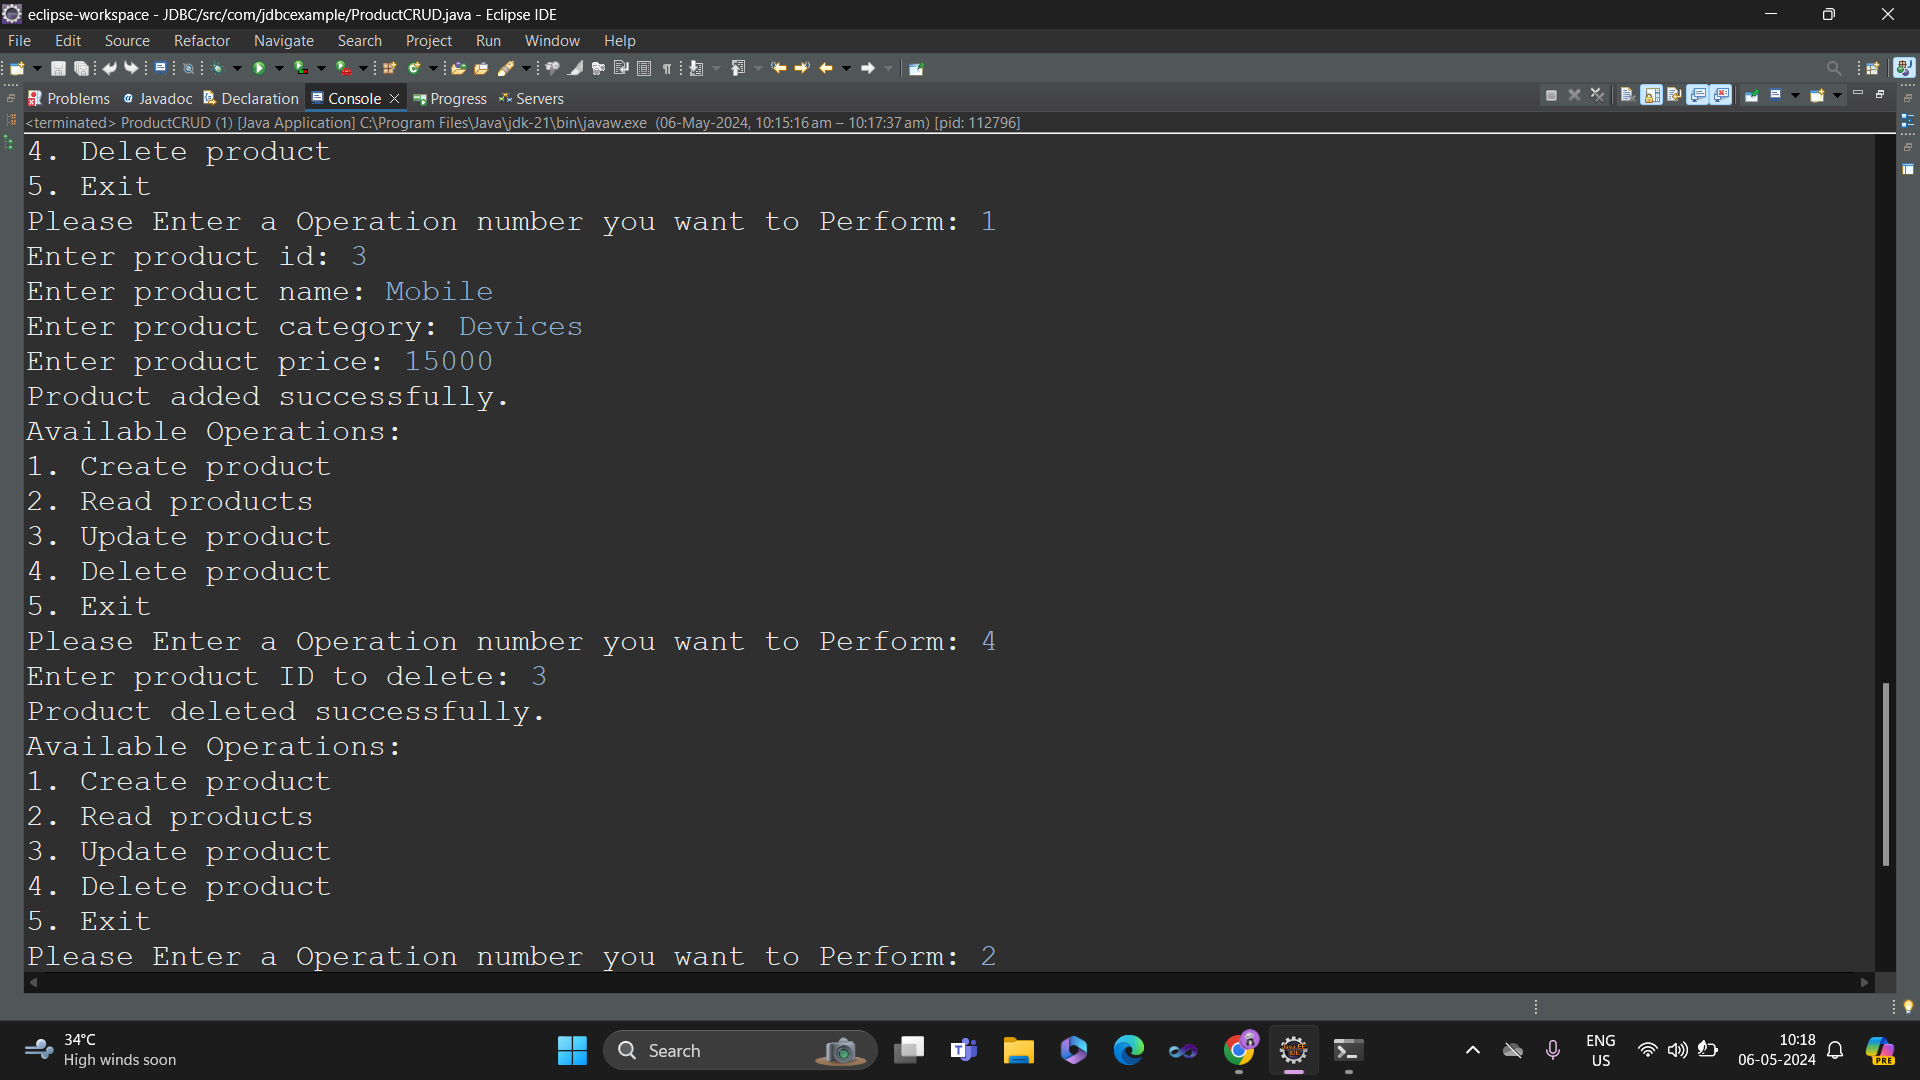 eclipse-workspace - JDBC/src/com/jdbcexample/ProductCRUD.java - Eclipse IDE
File Edit Source Refactor Navigate Search Project Run Window Help
Problems Javadoc Declaration Console Progress Servers
<terminated> ProductCRUD (1) [Java Application] C:\Program Files\Java\jdk-21\bin\javaw.exe (06-May-2024, 10:15:16 am – 10:17:37 am) [pid: 112796]
4. Delete product
5. Exit
Please Enter a Operation number you want to Perform: 1
Enter product id: 3
Enter product name: Mobile
Enter product category: Devices
Enter product price: 15000
Product added successfully.
Available Operations:
1. Create product
2. Read products
3. Update product
4. Delete product
5. Exit
Please Enter a Operation number you want to Perform: 4
Enter product ID to delete: 3
Product deleted successfully.
Available Operations:
1. Create product
2. Read products
3. Update product
4. Delete product
5. Exit
Please Enter a Operation number you want to Perform: 2
34°C
High winds soon
Search
ENG
US
10:18
06-05-2024
PRE